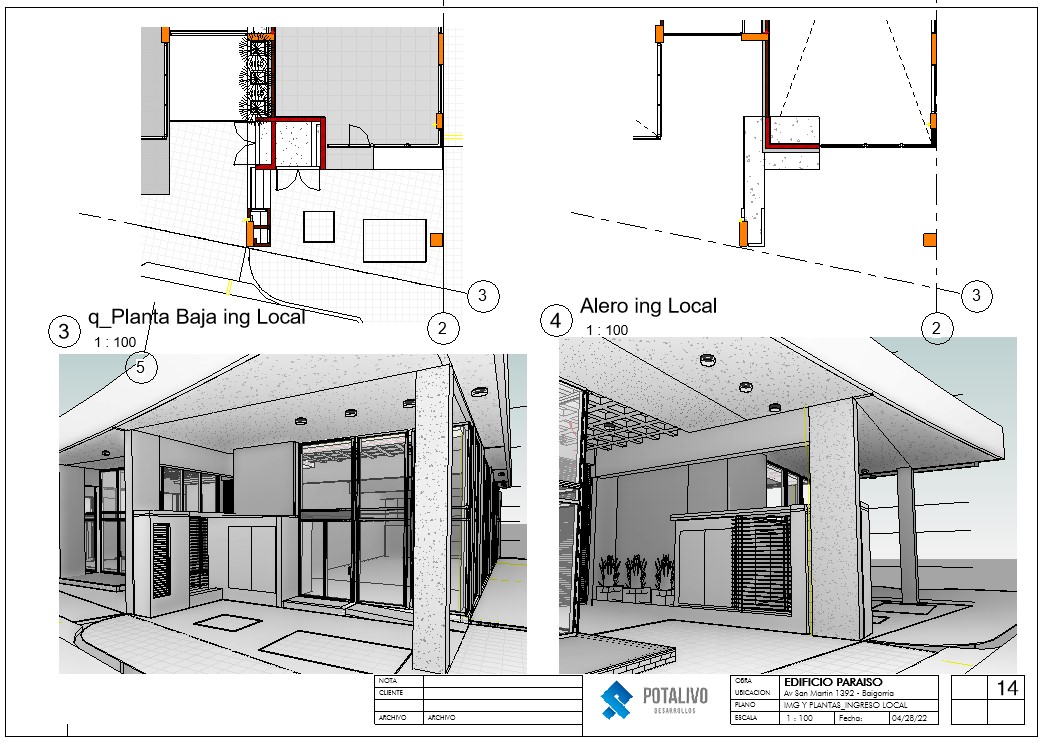 3
2
3 q_Planta Baja ing Local
1 : 100
5
3
2
4 Alero ing Local
1 : 100
NOTA
CLIENTE
ARCHIVO ARCHIVO
POTALIVO
DESARROLLOS
OBRA EDIFICIO PARAISO
UBICACION Av San Martin 1392 - Baigorria
PLANO IMG Y PLANTAS_INGRESO LOCAL
ESCALA 1 : 100 Fecha: 04/28/22
14